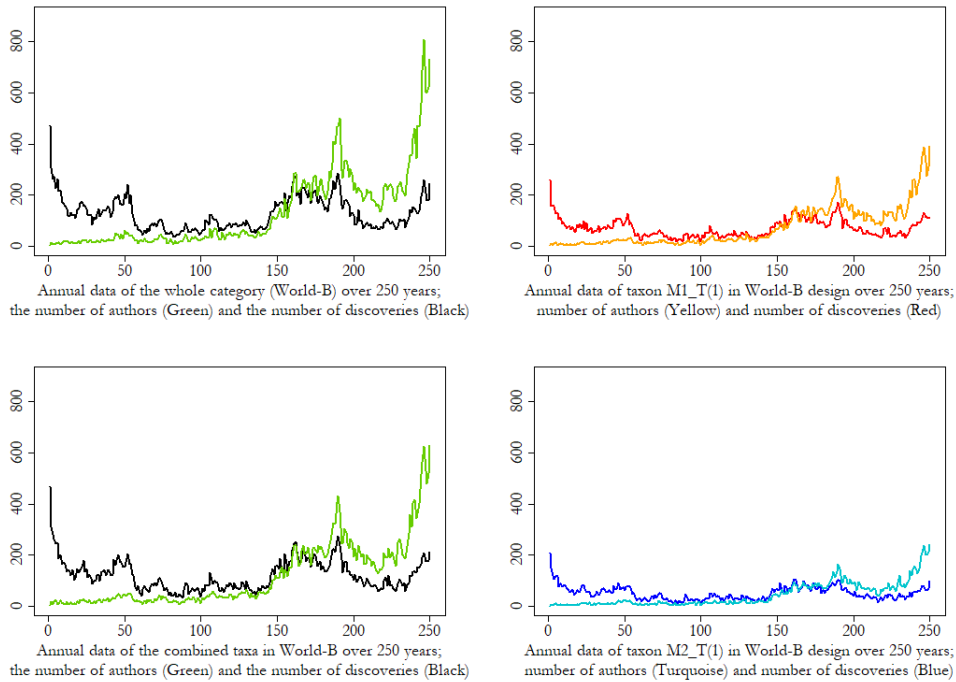 800
600
400
200
0
0 50 100 150 200 250
Annual data of the whole category (World-B) over 250 years;
the number of authors (Green) and the number of discoveries (Black)
800
600
400
200
0
0 50 100 150 200 250
Annual data of taxon M1_T(1) in World-B design over 250 years;
number of authors (Yellow) and number of discoveries (Red)
800
600
400
200
0
0 50 100 150 200 250
Annual data of the combined taxa in World-B over 250 years;
the number of authors (Green) and the number of discoveries (Black)
800
600
400
200
0
0 50 100 150 200 250
Annual data of taxon M2_T(1) in World-B design over 250 years;
number of authors (Turquoise) and number of discoveries (Blue)